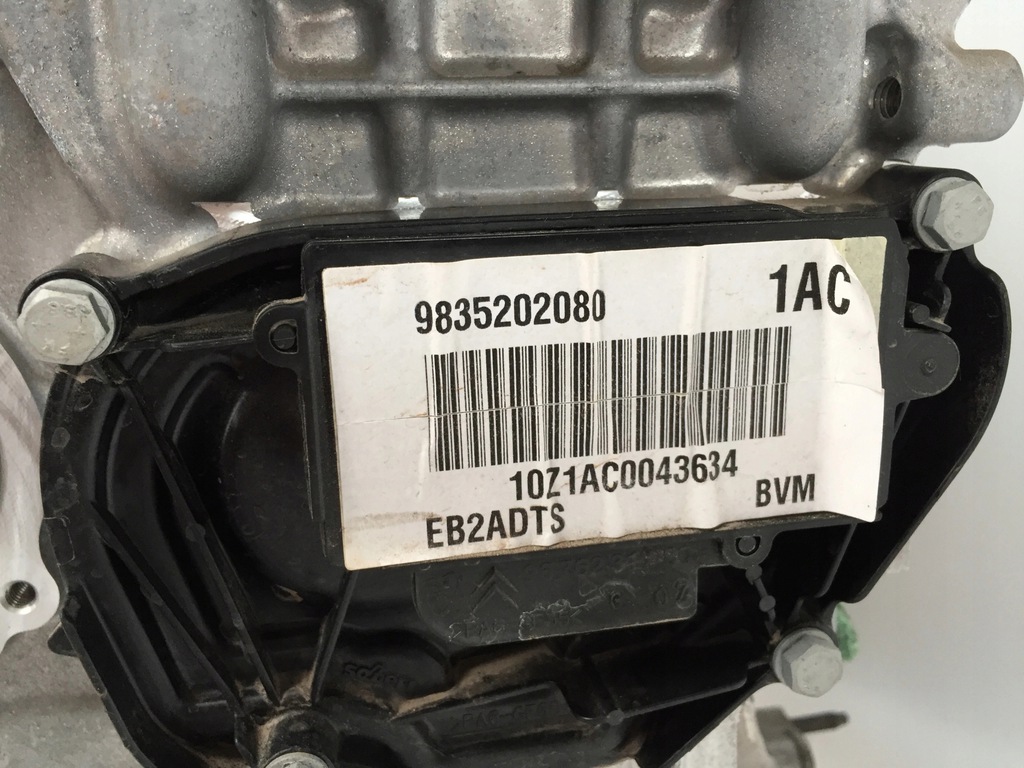 9835202080
1AC
10Z1AC0043634
EB2ADTS
BVM